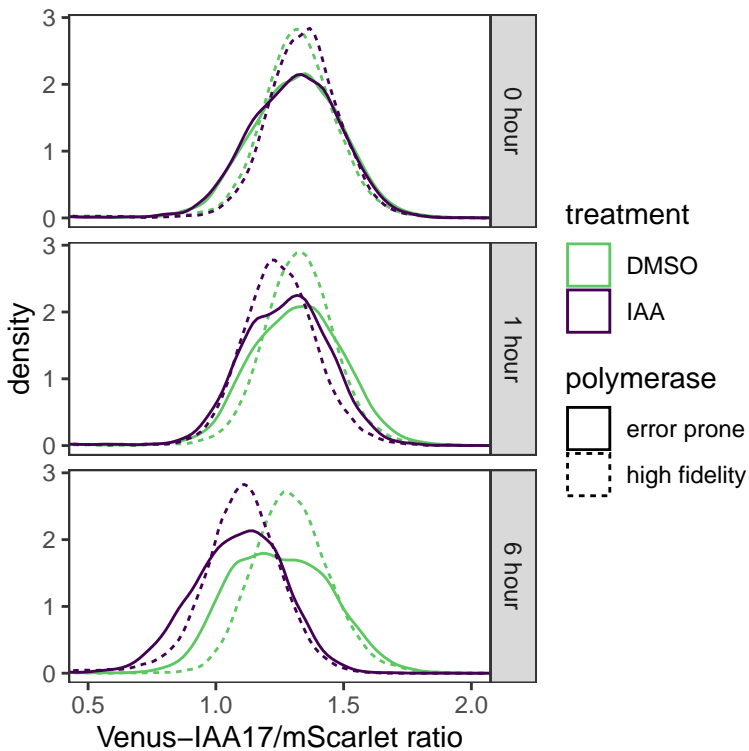 density
3
2
1
0
0 hour
3
2
1
0
1 hour
3
2
1
0
6 hour
0.5 1.0 1.5 2.0
Venus−IAA17/mScarlet ratio
treatment
DMSO
IAA
polymerase
error prone
high fidelity